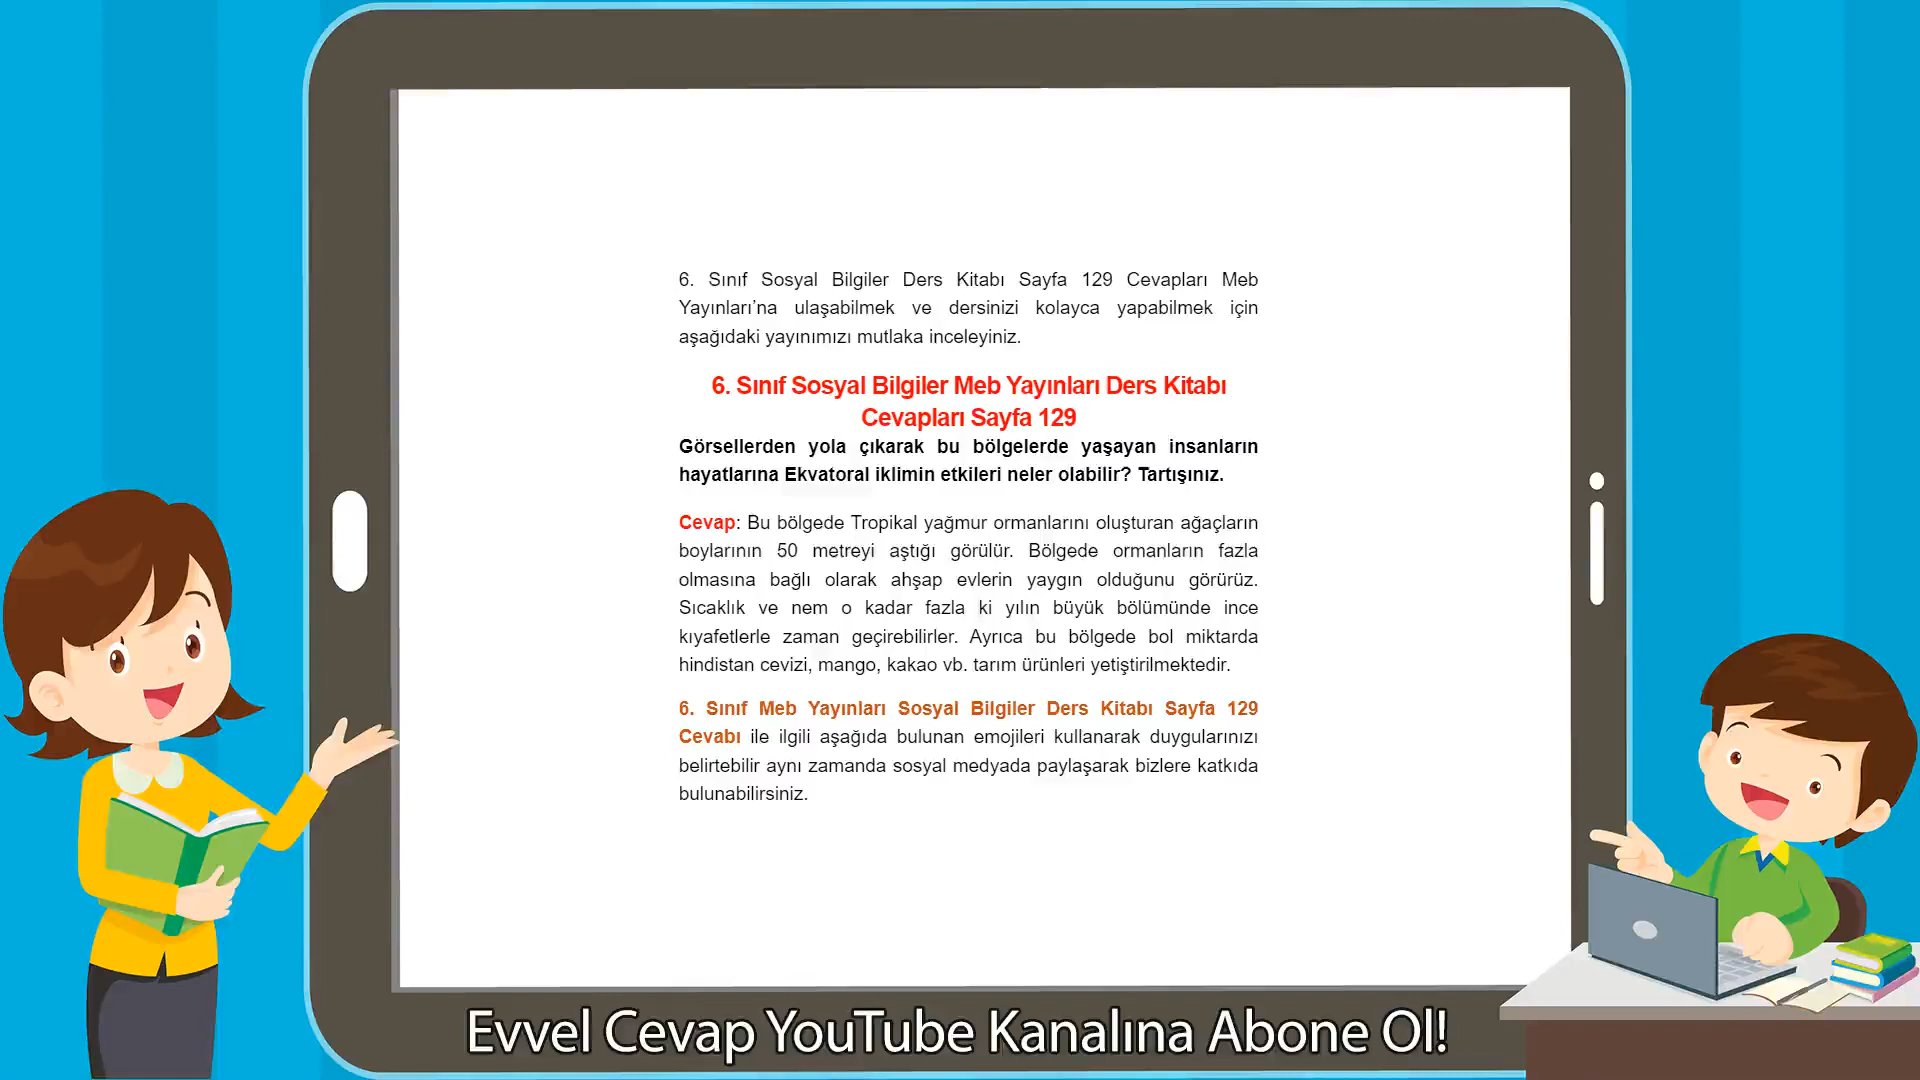 6. Sınıf Sosyal Bilgiler Ders Kitabı Sayfa 129 Cevapları Meb
Yayınları’na ulaşabilmek ve dersinizi kolayca yapabilmek için
aşağıdaki yayınımızı mutlaka inceleyiniz.
6. Sınıf Sosyal Bilgiler Meb Yayınları Ders Kitabı
Cevapları Sayfa 129
Görsellerden yola çıkarak bu bölgelerde yaşayan insanların
hayatlarına Ekvatoral iklimin etkileri neler olabilir? Tartışınız.
Cevap: Bu bölgede Tropikal yağmur ormanlarını oluşturan ağaçların
boylarının 50 metreyi aştığı görülür. Bölgede ormanların fazla
olmasına bağlı olarak ahşap evlerin yaygın olduğunu görürüz.
Sıcaklık ve nem o kadar fazla ki yılın büyük bölümünde ince
kıyafetlerle zaman geçirebilirler. Ayrıca bu bölgede bol miktarda
hindistan cevizi, mango, kakao vb. tarım ürünleri yetiştirilmektedir.
6. Sınıf Meb Yayınları Sosyal Bilgiler Ders Kitabı Sayfa 129
Cevabı ile ilgili aşağıda bulunan emojileri kullanarak duygularınızı
belirtebilir aynı zamanda sosyal medyada paylaşarak bizlere katkıda
bulunabilirsiniz.
Evvel Cevap YouTube Kanalına Abone Ol!